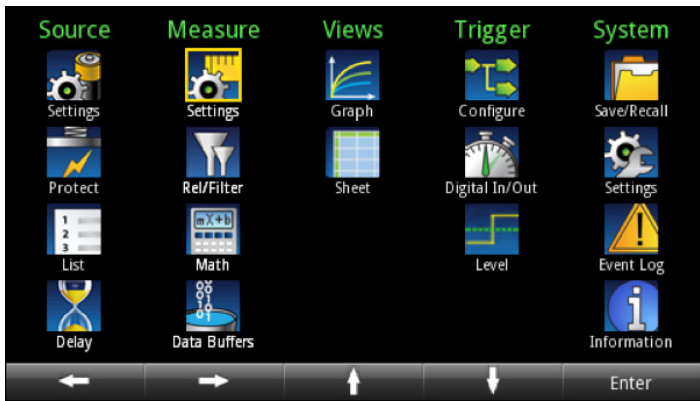 Source Measure Views Trigger System
Settings Settings Graph Configure Save/Recall
Protect Rel/Filter Sheet Digital In/Out Settings
1
2
3
mX+b
List Math Level Event Log
Delay Data Buffers Information
Enter